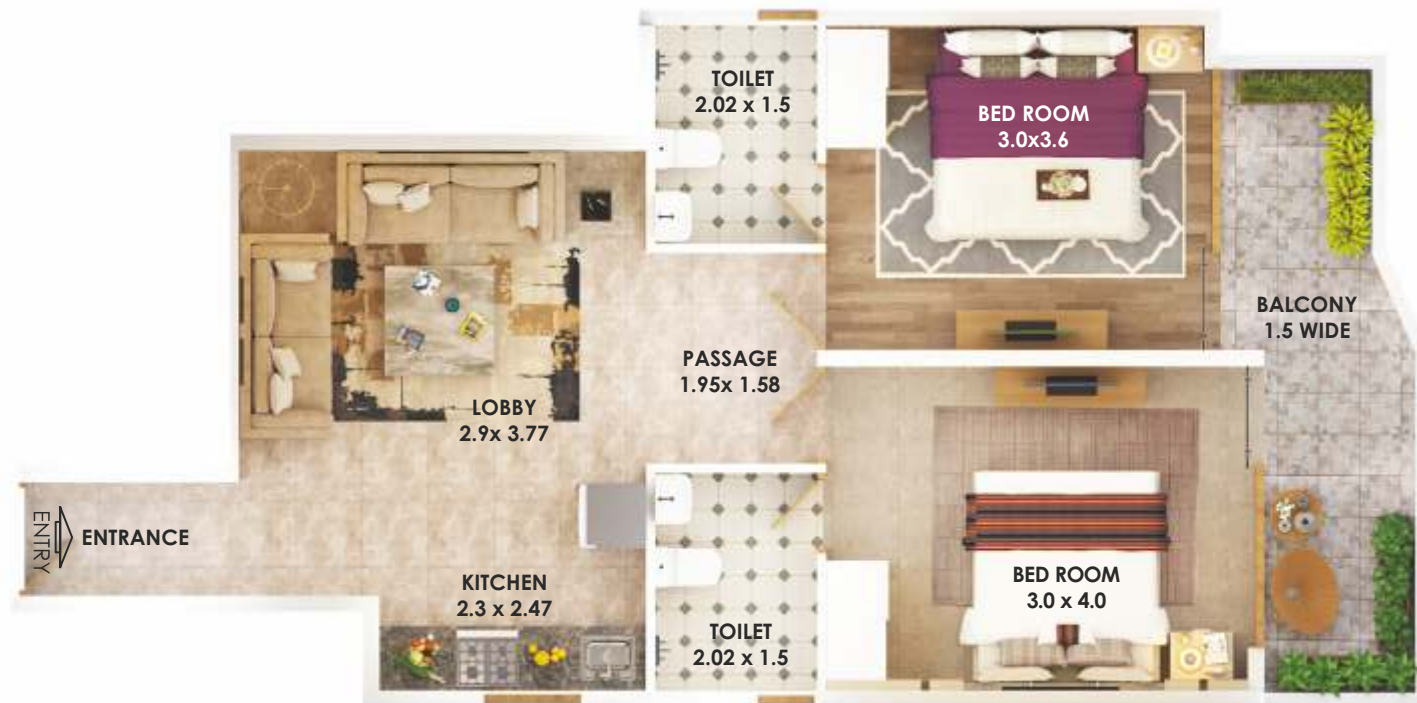 TOILET
2.02 x 1.5
BED ROOM
3.0x3.6
BALCONY
1.5 WIDE
PASSAGE
1.95x 1.58
LOBBY
2.9x 3.77
ENTRY
ENTRANCE
KITCHEN
2.3 x 2.47
BED ROOM
3.0 x 4.0
TOILET
2.02 x 1.5